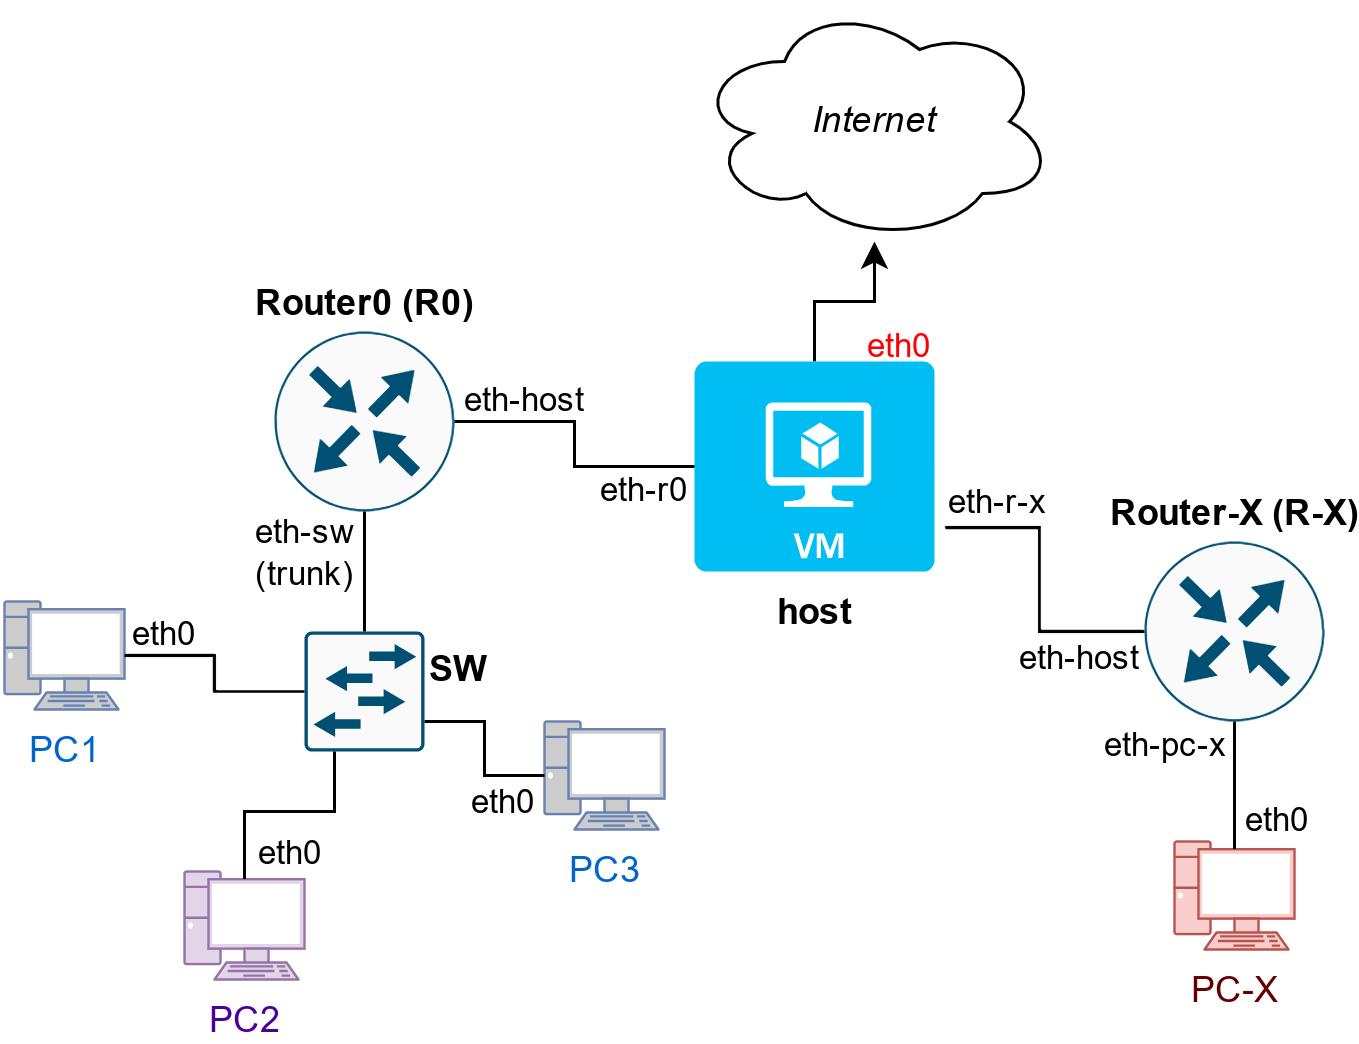 Internet
Router0 (R0)
eth0
eth-host
eth-r0
eth-r-x
Router-X (R-X)
VM
eth-sw
(trunk)
host
eth0
SW
eth-host
PC1
eth-pc-x
eth0
eth0
eth0
PC3
PC2
PC-X